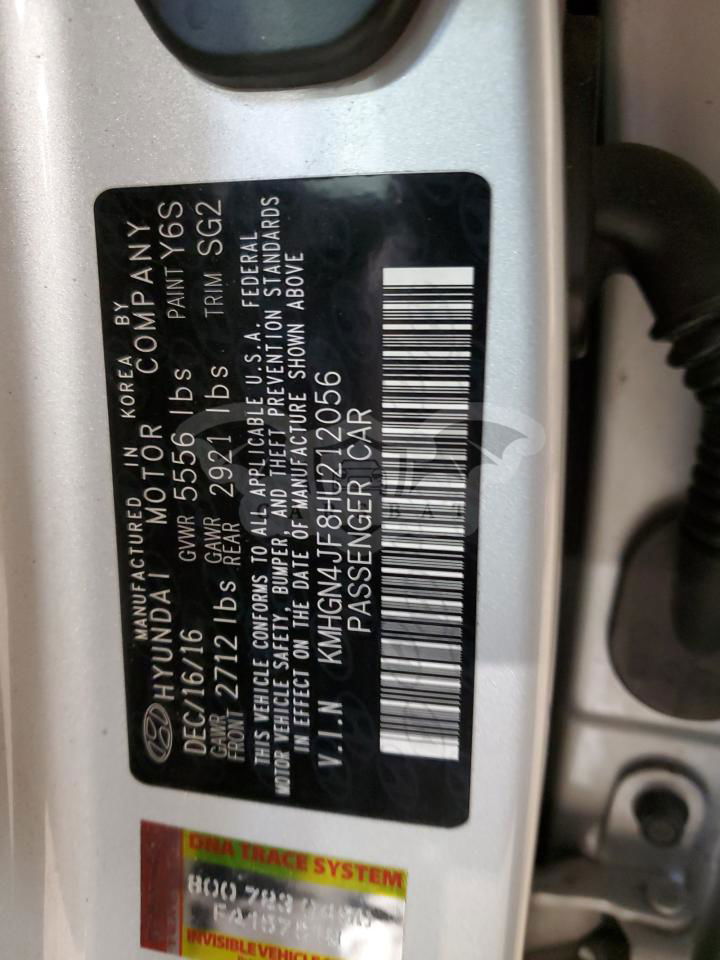 MANUFACTURED IN KOREA BY
HYUNDAI MOTOR COMPANY
DEC/16/16 GVWR 5556 lbs PAINT Y6S
GAWR FRONT 2712 lbs GAWR REAR 2921 lbs TRIM SG2
THIS VEHICLE CONFORMS TO ALL APPLICABLE U.S.A. FEDERAL
MOTOR VEHICLE SAFETY, BUMPER, AND THEFT PREVENTION STANDARDS
IN EFFECT ON THE DATE OF MANUFACTURE SHOWN ABOVE
V.I.N KMHGN4JF8HU212056
PASSENGER CAR
DNA TRACE SYSTEM
800 783
INVISIBLE VEHICLE